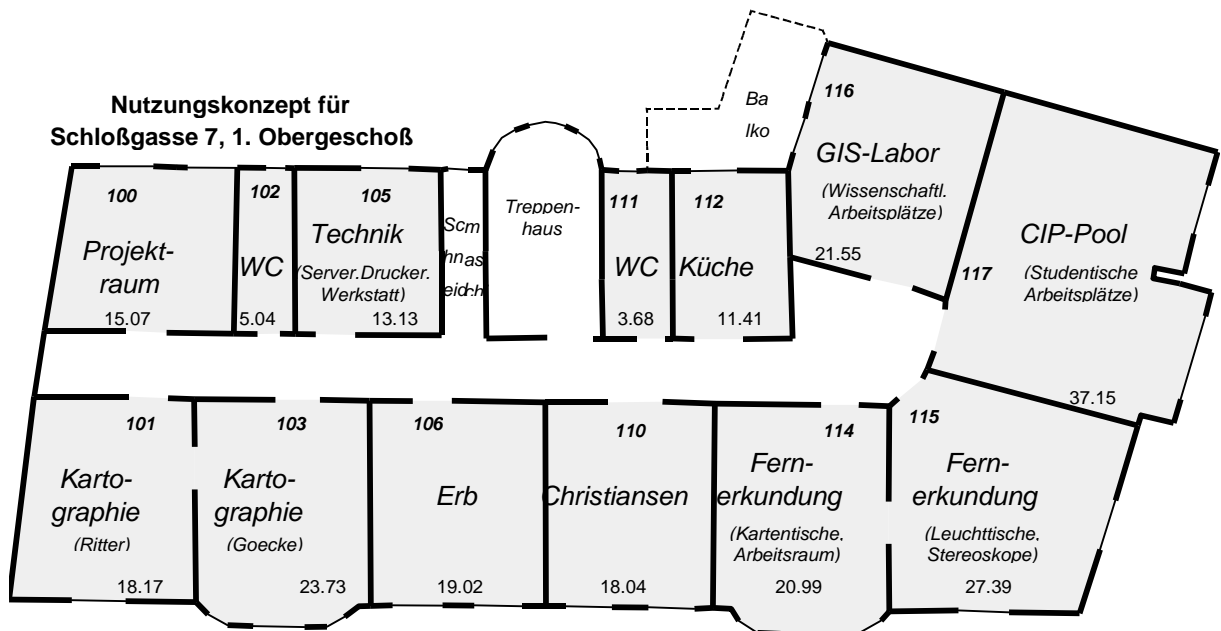 Nutzungskonzept für
Schloßgasse 7, 1. Obergeschoß
100
Projekt-
raum
15.07
102
WC
5.04
105
Technik
(Server.Drucker.
Werkstatt)
13.13
Treppen-
haus
111
WC
3.68
112
Küche
11.41
Ba
lko
116
GIS-Labor
(Wissenschaftl.
Arbeitsplätze)
21.55
117
CIP-Pool
(Studentische
Arbeitsplätze)
37.15
101
Karto-
graphie
(Ritter)
18.17
103
Karto-
graphie
(Goecke)
23.73
106
Erb
19.02
110
Christiansen
18.04
114
Fern-
erkundung
(Kartentische,
Arbeitsraum)
20.99
115
Fern-
erkundung
(Leuchttische,
Stereoskope)
27.39